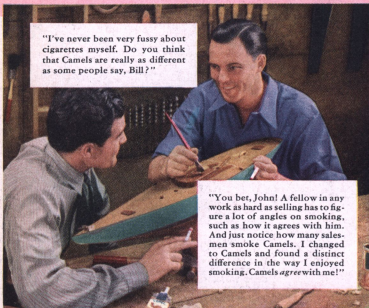 "I've never been very fussy about
cigarettes myself. Do you think
that Camels are really as different
as some people say, Bill?"
"You bet, John! A fellow in any
work as hard as selling has to fig-
ure a lot of angles on smoking,
such as how it agrees with him.
And just notice how many sales-
men smoke Camels. I changed
to Camels and found a distinct
difference in the way I enjoyed
smoking. Camels agree with me!"